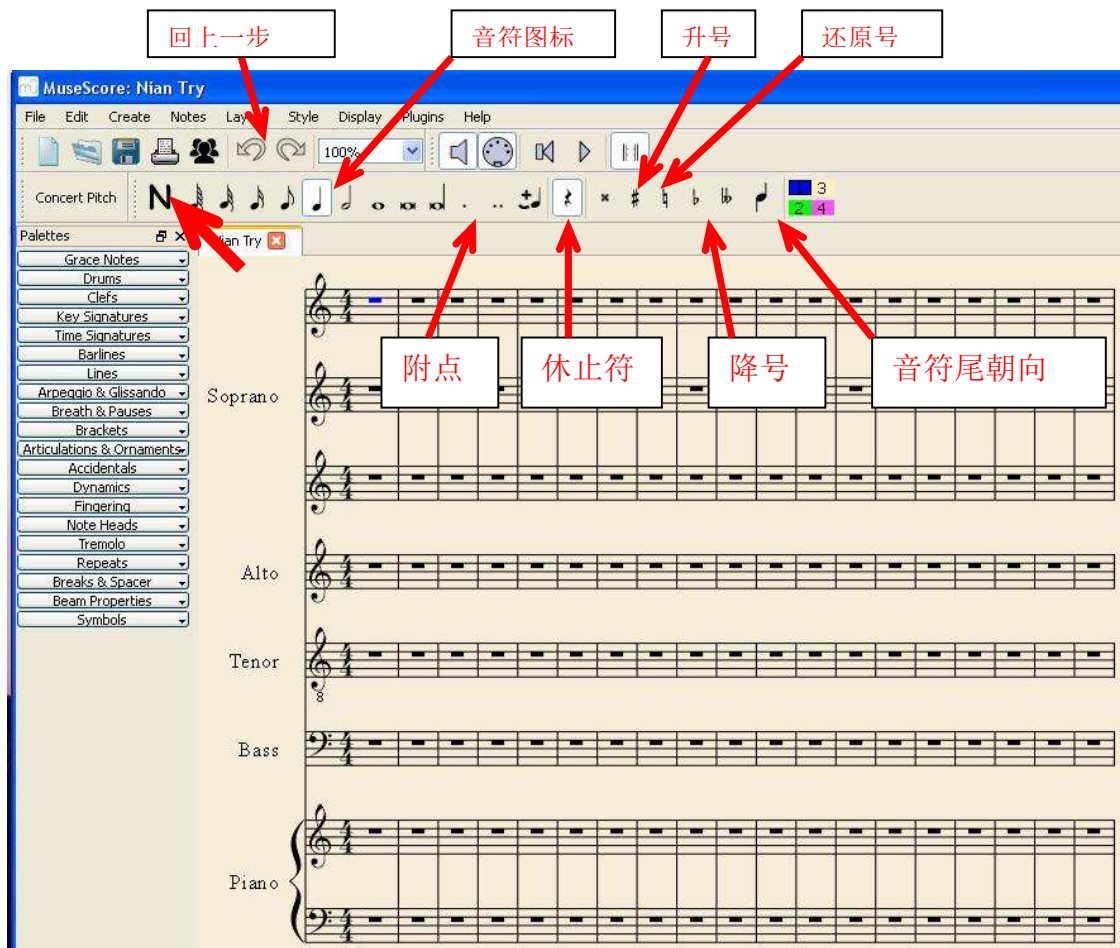 回上一步
音符图标
升号
还原号
MuseScore: Nian Try
File Edit Create Notes Lay Style Display Plugins Help
100%
Concert Pitch N 1 3
2 4
Palettes
ian Try
Grace Notes
Drums
Clefs
Key Signatures
Time Signatures
Barlines
Lines
Arpeggio & Glissando
Breath & Pauses
Brackets
Articulations & Ornaments
Accidentals
Dynamics
Fingering
Note Heads
Tremolo
Repeats
Breaks & Spacer
Beam Properties
Symbols
附点
休止符
降号
音符尾朝向
Soprano
Alto
Tenor
8
Bass
Piano